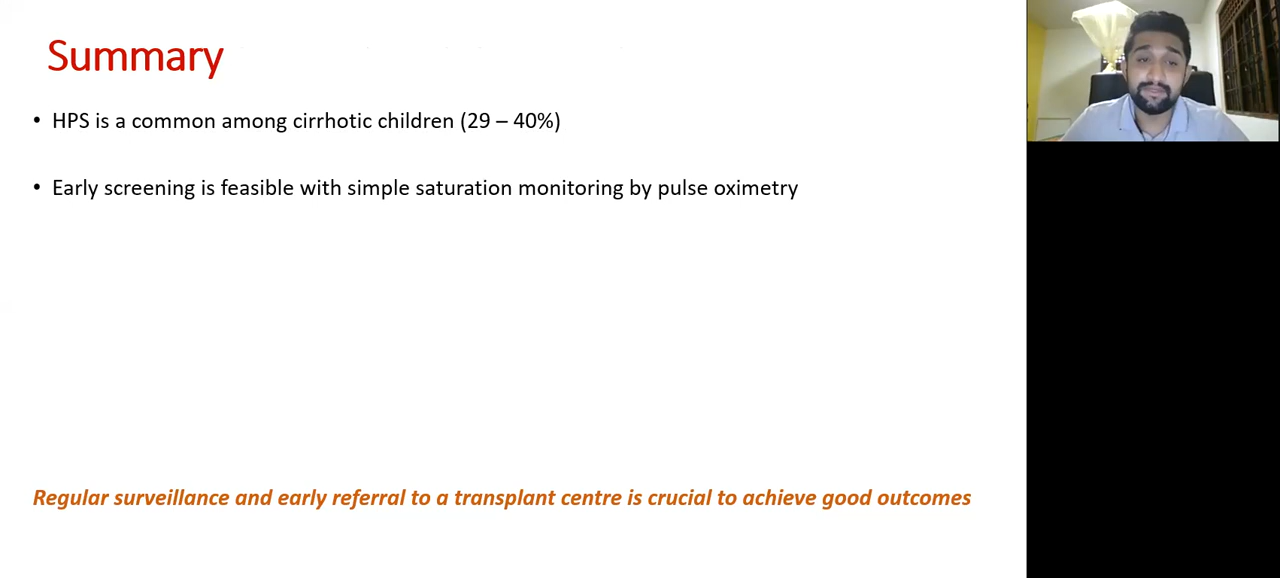 Summary
• HPS is a common among cirrhotic children (29 – 40%)
• Early screening is feasible with simple saturation monitoring by pulse oximetry
Regular surveillance and early referral to a transplant centre is crucial to achieve good outcomes